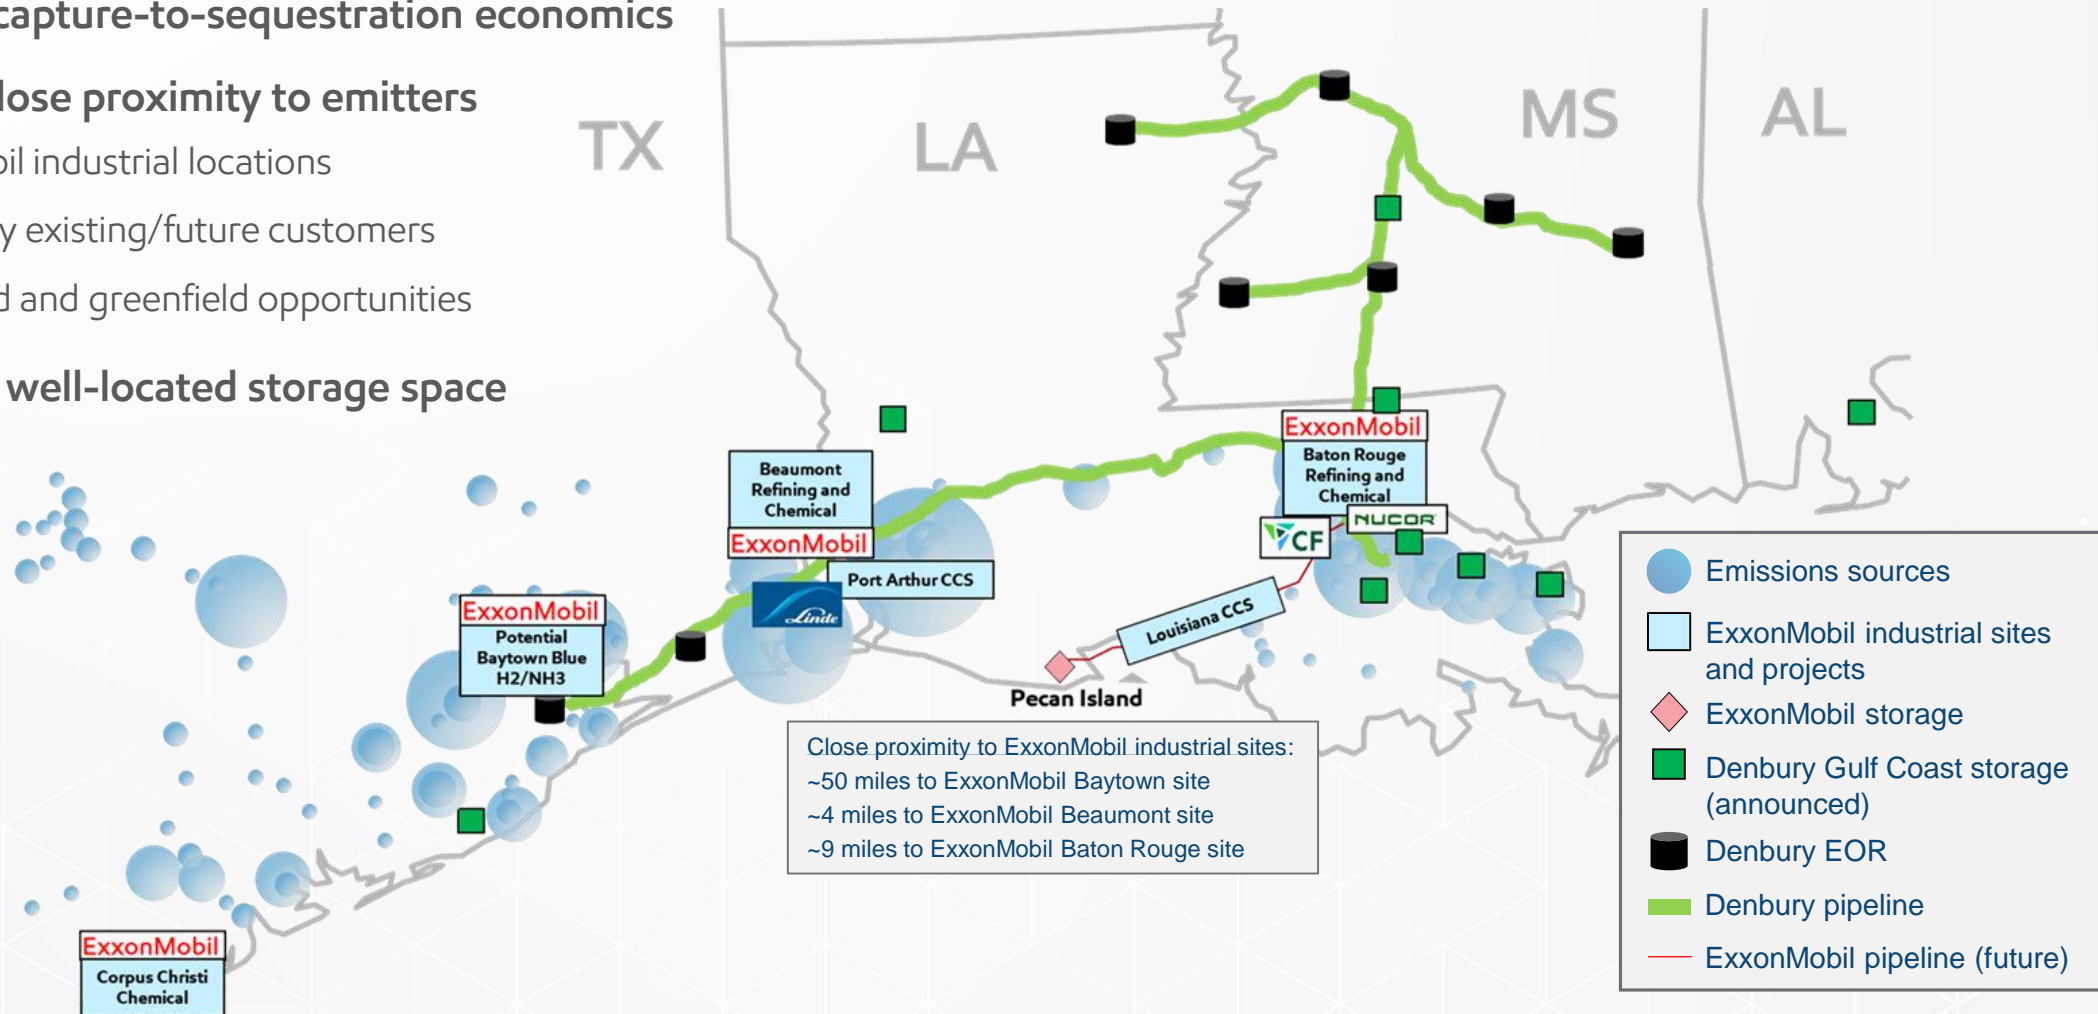 capture-to-sequestration economics
lose proximity to emitters
oil industrial locations
y existing/future customers
d and greenfield opportunities
well-located storage space
TX
LA
MS
AL
ExxonMobil
Baton Rouge
Refining and
Chemical
Beaumont
Refining and
Chemical
ExxonMobil
CF
NUCOR
Port Arthur CCS
Linde
ExxonMobil
Potential
Baytown Blue
H2/NH3
Louisiana CCS
Pecan Island
Close proximity to ExxonMobil industrial sites:
~50 miles to ExxonMobil Baytown site
~4 miles to ExxonMobil Beaumont site
~9 miles to ExxonMobil Baton Rouge site
ExxonMobil
Corpus Christi
Chemical
Emissions sources
ExxonMobil industrial sites
and projects
ExxonMobil storage
Denbury Gulf Coast storage
(announced)
Denbury EOR
Denbury pipeline
ExxonMobil pipeline (future)